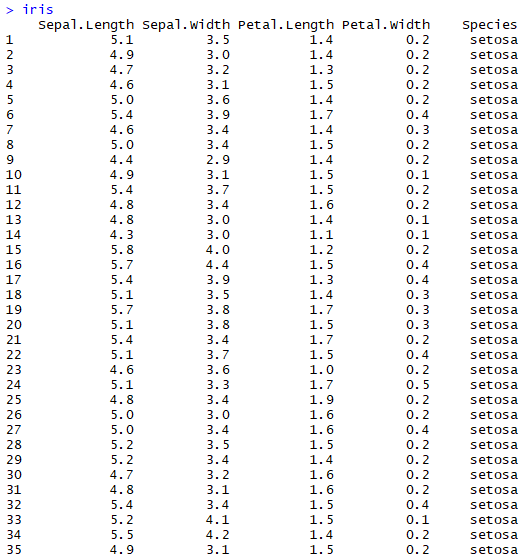 > iris
    Sepal.Length Sepal.Width Petal.Length Petal.Width    Species
1            5.1         3.5          1.4         0.2     setosa
2            4.9         3.0          1.4         0.2     setosa
3            4.7         3.2          1.3         0.2     setosa
4            4.6         3.1          1.5         0.2     setosa
5            5.0         3.6          1.4         0.2     setosa
6            5.4         3.9          1.7         0.4     setosa
7            4.6         3.4          1.4         0.3     setosa
8            5.0         3.4          1.5         0.2     setosa
9            4.4         2.9          1.4         0.2     setosa
10           4.9         3.1          1.5         0.1     setosa
11           5.4         3.7          1.5         0.2     setosa
12           4.8         3.4          1.6         0.2     setosa
13           4.8         3.0          1.4         0.1     setosa
14           4.3         3.0          1.1         0.1     setosa
15           5.8         4.0          1.2         0.2     setosa
16           5.7         4.4          1.5         0.4     setosa
17           5.4         3.9          1.3         0.4     setosa
18           5.1         3.5          1.4         0.3     setosa
19           5.7         3.8          1.7         0.3     setosa
20           5.1         3.8          1.5         0.3     setosa
21           5.4         3.4          1.7         0.2     setosa
22           5.1         3.7          1.5         0.4     setosa
23           4.6         3.6          1.0         0.2     setosa
24           5.1         3.3          1.7         0.5     setosa
25           4.8         3.4          1.9         0.2     setosa
26           5.0         3.0          1.6         0.2     setosa
27           5.0         3.4          1.6         0.4     setosa
28           5.2         3.5          1.5         0.2     setosa
29           5.2         3.4          1.4         0.2     setosa
30           4.7         3.2          1.6         0.2     setosa
31           4.8         3.1          1.6         0.2     setosa
32           5.4         3.4          1.5         0.4     setosa
33           5.2         4.1          1.5         0.1     setosa
34           5.5         4.2          1.4         0.2     setosa
35           4.9         3.1          1.5         0.2     setosa